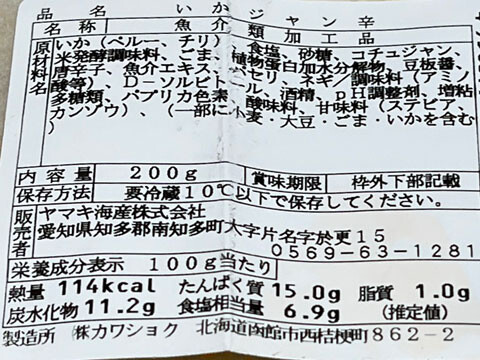 品名 いかジャン辛
名称 魚介類加工品
原材料名 いか(ペルー、チリ)、食塩、砂糖、コチュジャン、
米発酵調味料、ごま、植物蛋白加水分解物、豆板醤、
唐辛子、魚介エキス、パセリ、ネギ/調味料(アミノ
酸等)、D-ソルビトール、酒精、pH調整剤、増粘
多糖類、パプリカ色素、酸味料、甘味料(ステビア、
カンゾウ)、(一部に小麦・大豆・ごま・いかを含む)
内容量 200g 賞味期限 枠外下部記載
保存方法 要冷蔵10℃以下で保存してください。
販売者 ヤマキ海産株式会社
愛知県知多郡南知多町大字片名字於更15
0569-63-1281
栄養成分表示 100g当たり
熱量 114kcal たんぱく質 15.0g 脂質 1.0g
炭水化物 11.2g 食塩相当量 6.9g (推定値)
製造所 ㈱カワショク 北海道函館市西桔梗町862-2